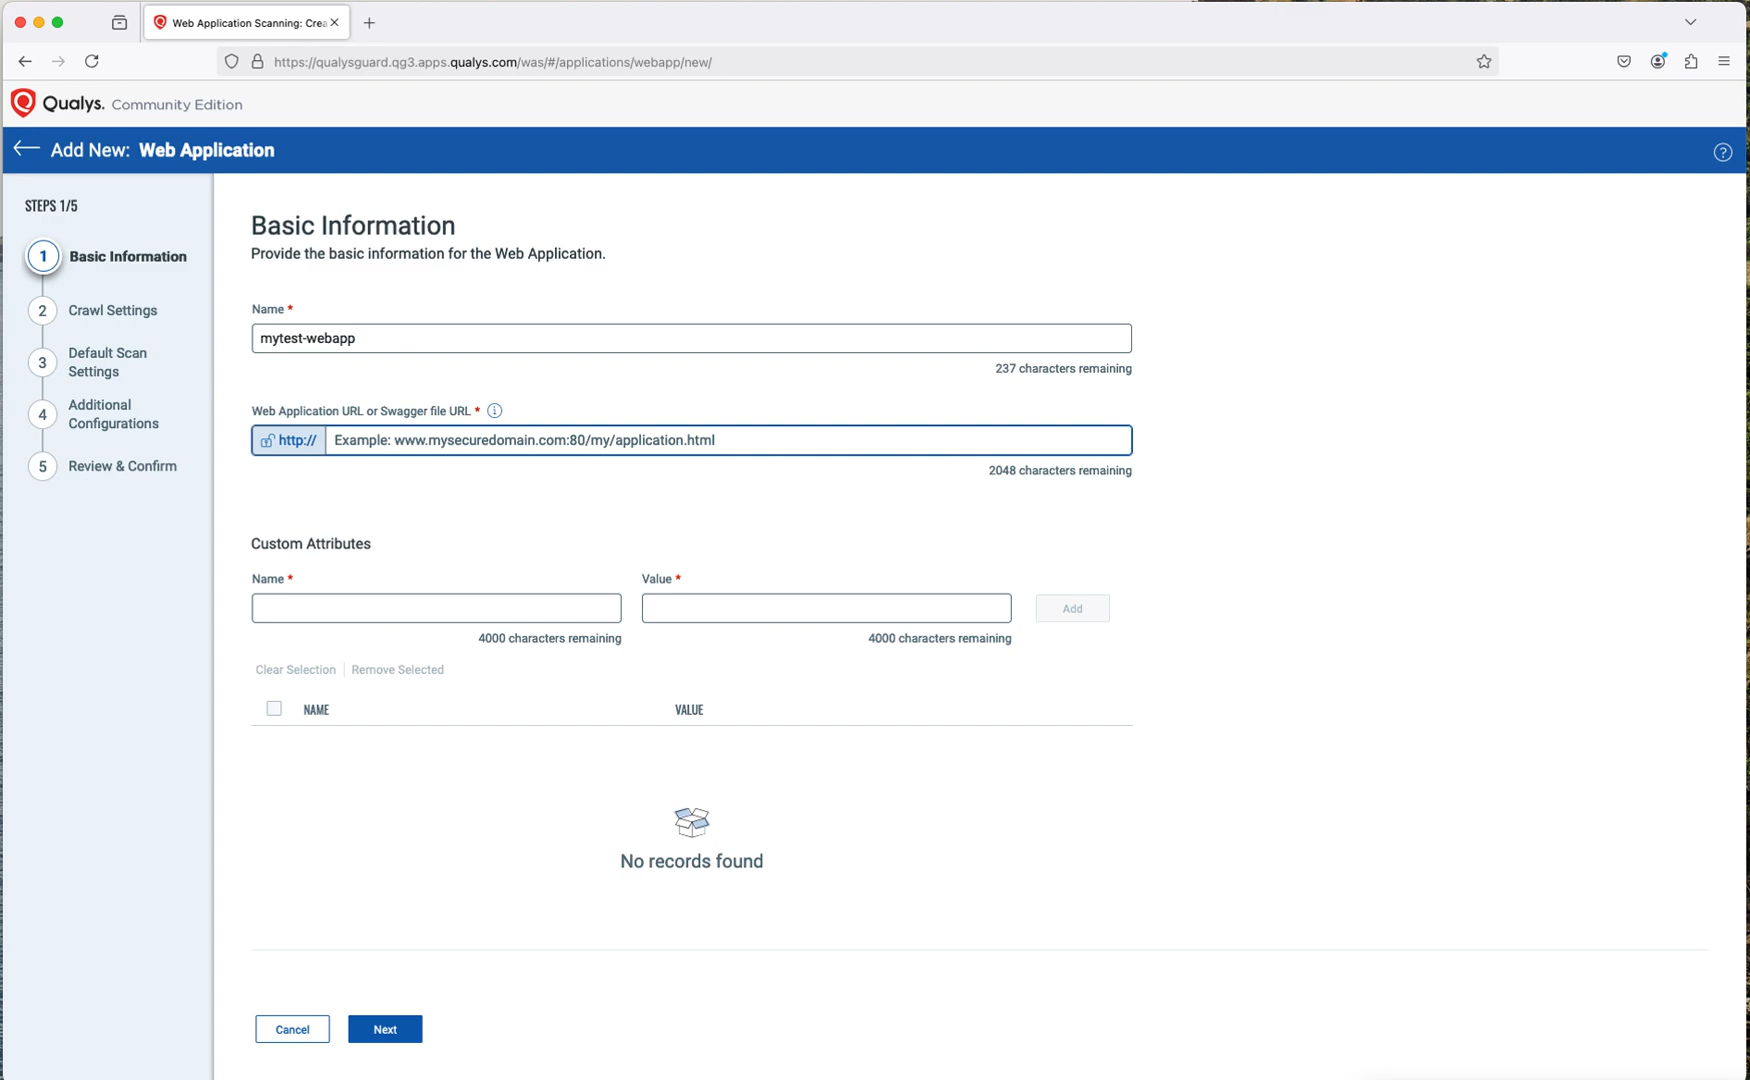 Web Application Scanning: Crea
https://qualysguard.qg3.apps.qualys.com/was/#/applications/webapp/new/
Qualys. Community Edition
Add New: Web Application
?
STEPS 1/5
1 Basic Information
2 Crawl Settings
3 Default Scan
Settings
4 Additional
Configurations
5 Review & Confirm
Basic Information
Provide the basic information for the Web Application.
Name *
mytest-webapp
237 characters remaining
Web Application URL or Swagger file URL * i
http:// Example: www.mysecuredomain.com:80/my/application.html
2048 characters remaining
Custom Attributes
Name * Value *
Add
4000 characters remaining 4000 characters remaining
Clear Selection | Remove Selected
NAME VALUE
No records found
Cancel Next